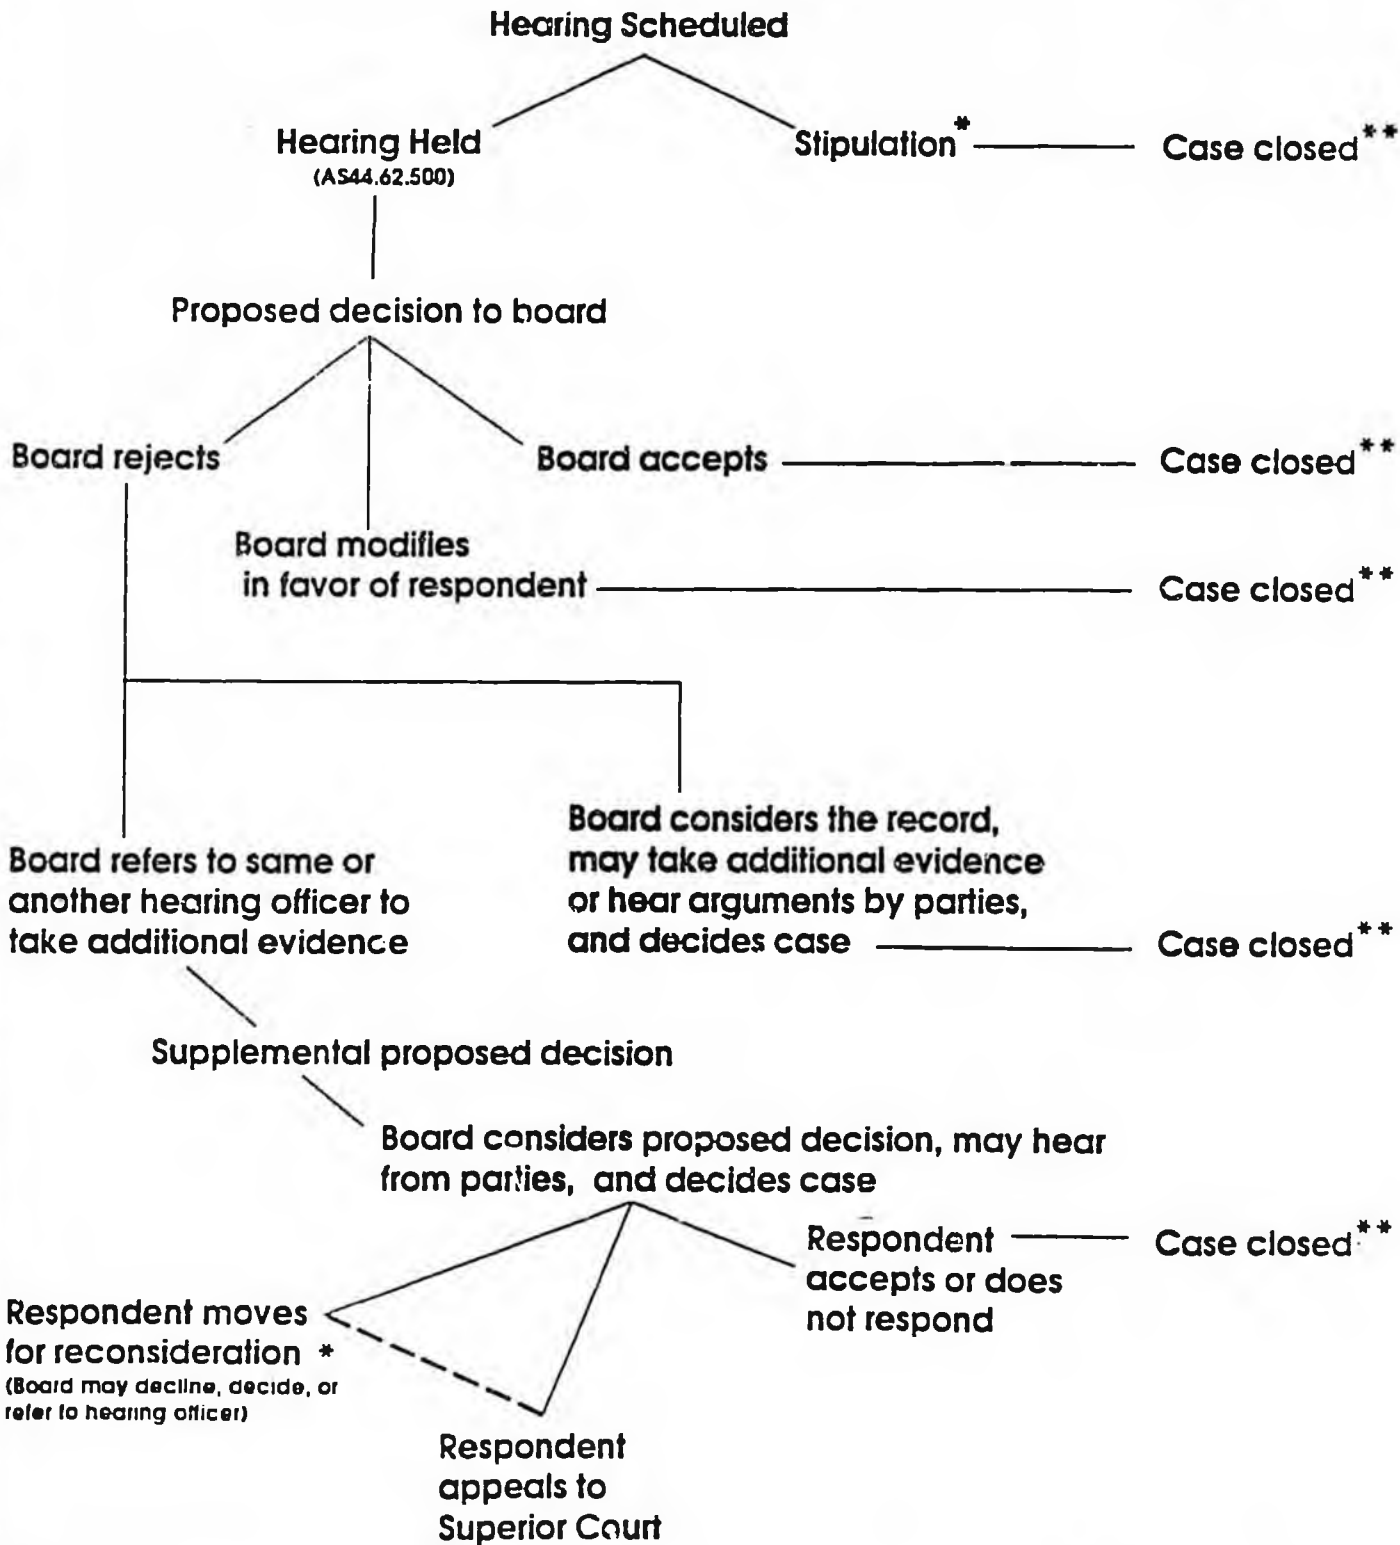 Hearing Scheduled
Hearing Held
(AS44.62.500)
Stipulation*
Case closed**
Proposed decision to board
Board rejects
Board accepts
Case closed**
Board modifies
in favor of respondent
Case closed**
Board refers to same or
another hearing officer to
take additional evidence
Board considers the record,
may take additional evidence
or hear arguments by parties,
and decides case
Case closed**
Supplemental proposed decision
Board considers proposed decision, may hear
from parties, and decides case
Respondent
accepts or does
not respond
Case closed**
Respondent moves
for reconsideration *
(Board may decline, decide, or
refer to hearing officer)
Respondent
appeals to
Superior Court